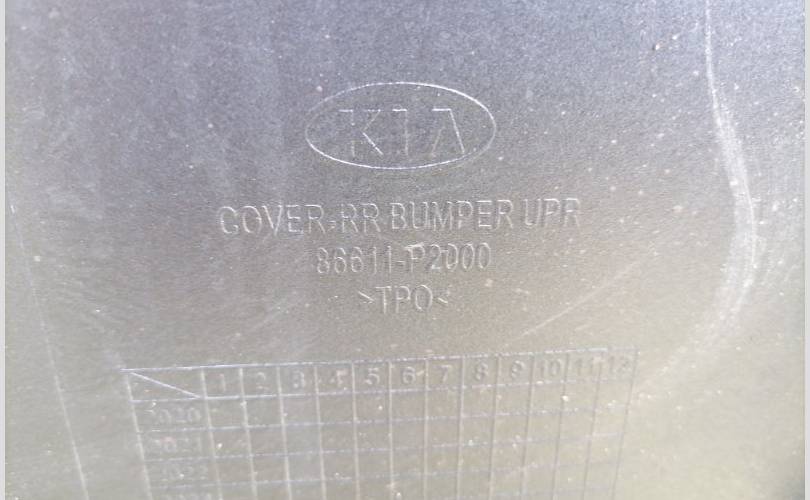 KIA
COVER-RR BUMPER UPR
86611-P2000
>TPO<
1 2 3 4 5 6 7 8 9 10 11 12
2020
2021
2022